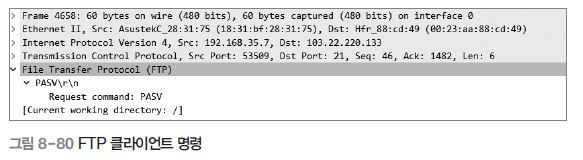 > Frame 4658: 60 bytes on wire (480 bits), 60 bytes captured (480 bits) on interface 0
> Ethernet II, Src: AsustekC_28:31:75 (18:31:bf:28:31:75), Dst: Hfr_88:cd:49 (00:23:aa:88:cd:49)
> Internet Protocol Version 4, Src: 192.168.35.7, Dst: 103.22.220.133
> Transmission Control Protocol, Src Port: 53509, Dst Port: 21, Seq: 46, Ack: 1482, Len: 6
File Transfer Protocol (FTP)
PASV\r\n
Request command: PASV
[Current working directory: /]
그림 8-80 FTP 클라이언트 명령